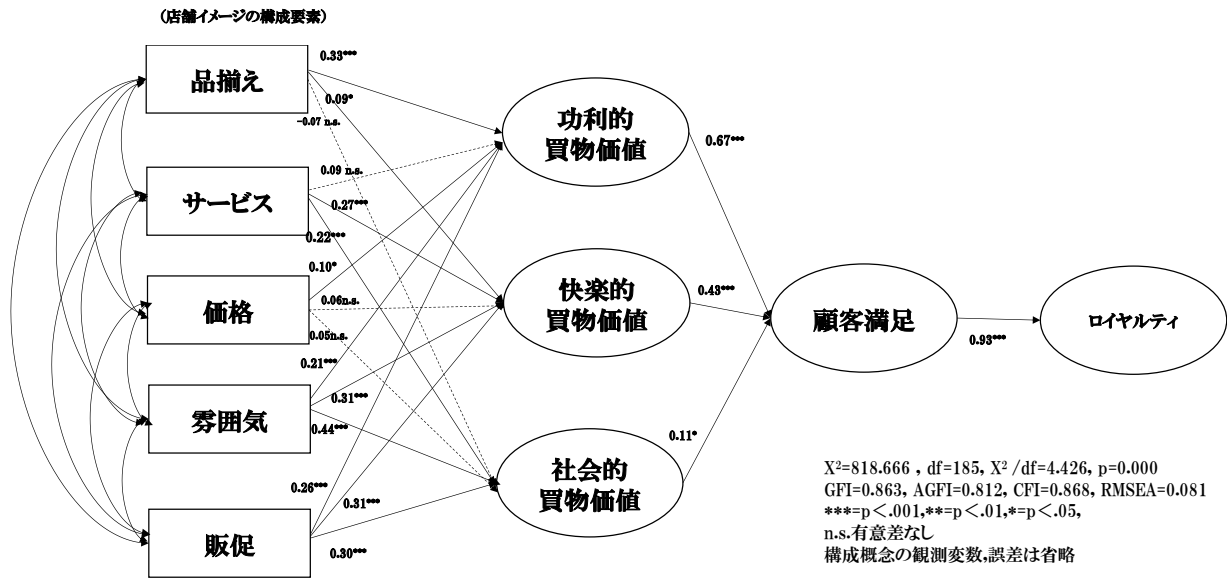 （店舗イメージの構成要素）
品揃え
0.33***
0.09*
-0.07 n.s.
サービス
0.09 n.s.
0.27***
0.22***
価格
0.10*
0.06n.s.
0.05n.s.
雰囲気
0.21***
0.31***
0.44***
販促
0.26***
0.31***
0.30***
功利的
買物価値
0.67***
快楽的
買物価値
0.43***
社会的
買物価値
0.11*
顧客満足
0.93***
ロイヤルティ
X²=818.666 , df=185, X² /df=4.426, p=0.000
GFI=0.863, AGFI=0.812, CFI=0.868, RMSEA=0.081
***=p＜.001,**=p＜.01,*=p＜.05,
n.s.有意差なし
構成概念の観測変数,誤差は省略